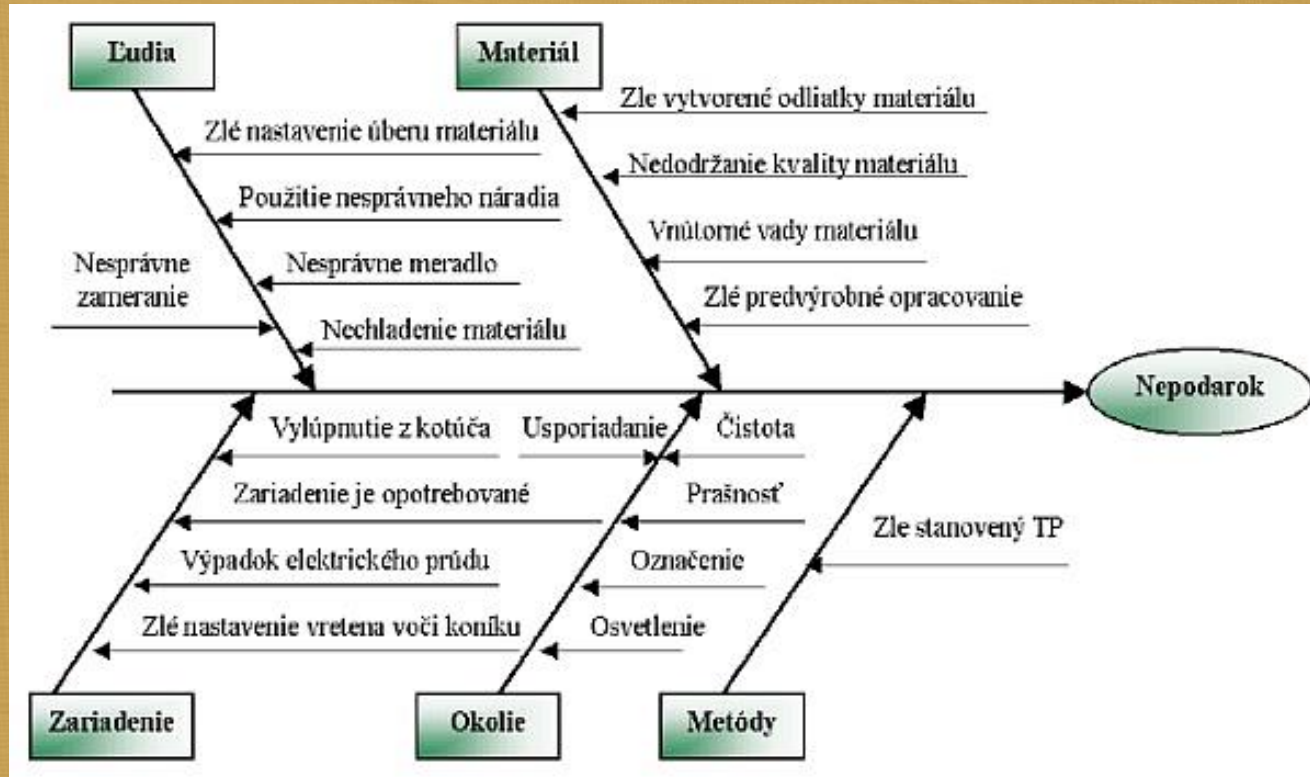 Ľudia
Materiál
Zle vytvorené odliatky materiálu
Zlé nastavenie úberu materiálu
Nedodržanie kvality materiálu
Použitie nesprávneho náradia
Vnútorné vady materiálu
Nesprávne
zameranie
Nesprávne meradlo
Zlé predvýrobné opracovanie
Nechladenie materiálu
Nepodarok
Vylúpnutie z kotúča
Usporiadanie
Čistota
Zariadenie je opotrebované
Prašnosť
Zle stanovený TP
Výpadok elektrického prúdu
Označenie
Zlé nastavenie vretena voči koníku
Osvetlenie
Zariadenie
Okolie
Metódy